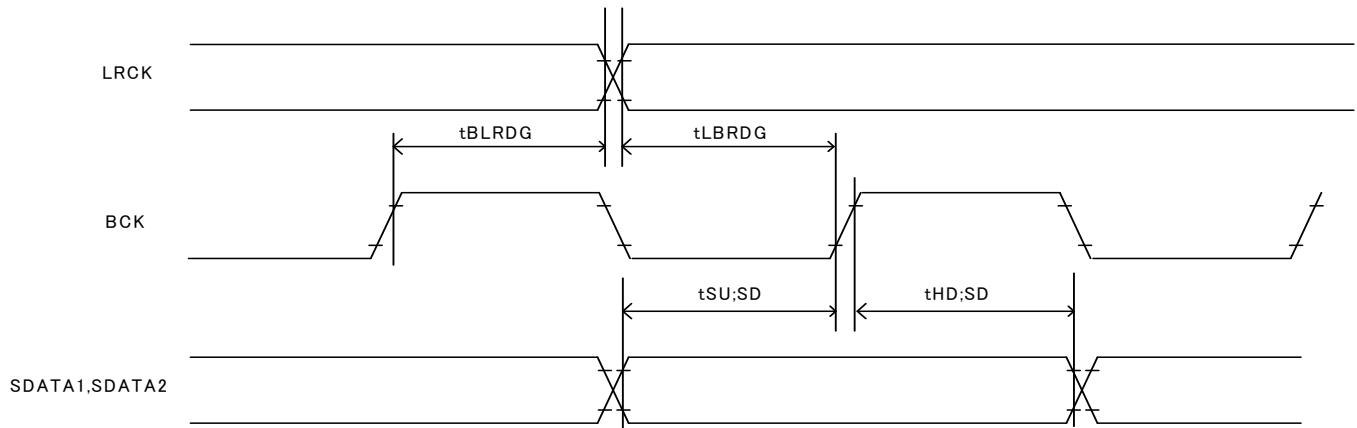 LRCK
tBLRDG
tLBRDG
BCK
tSU;SD
tHD;SD
SDATA1,SDATA2